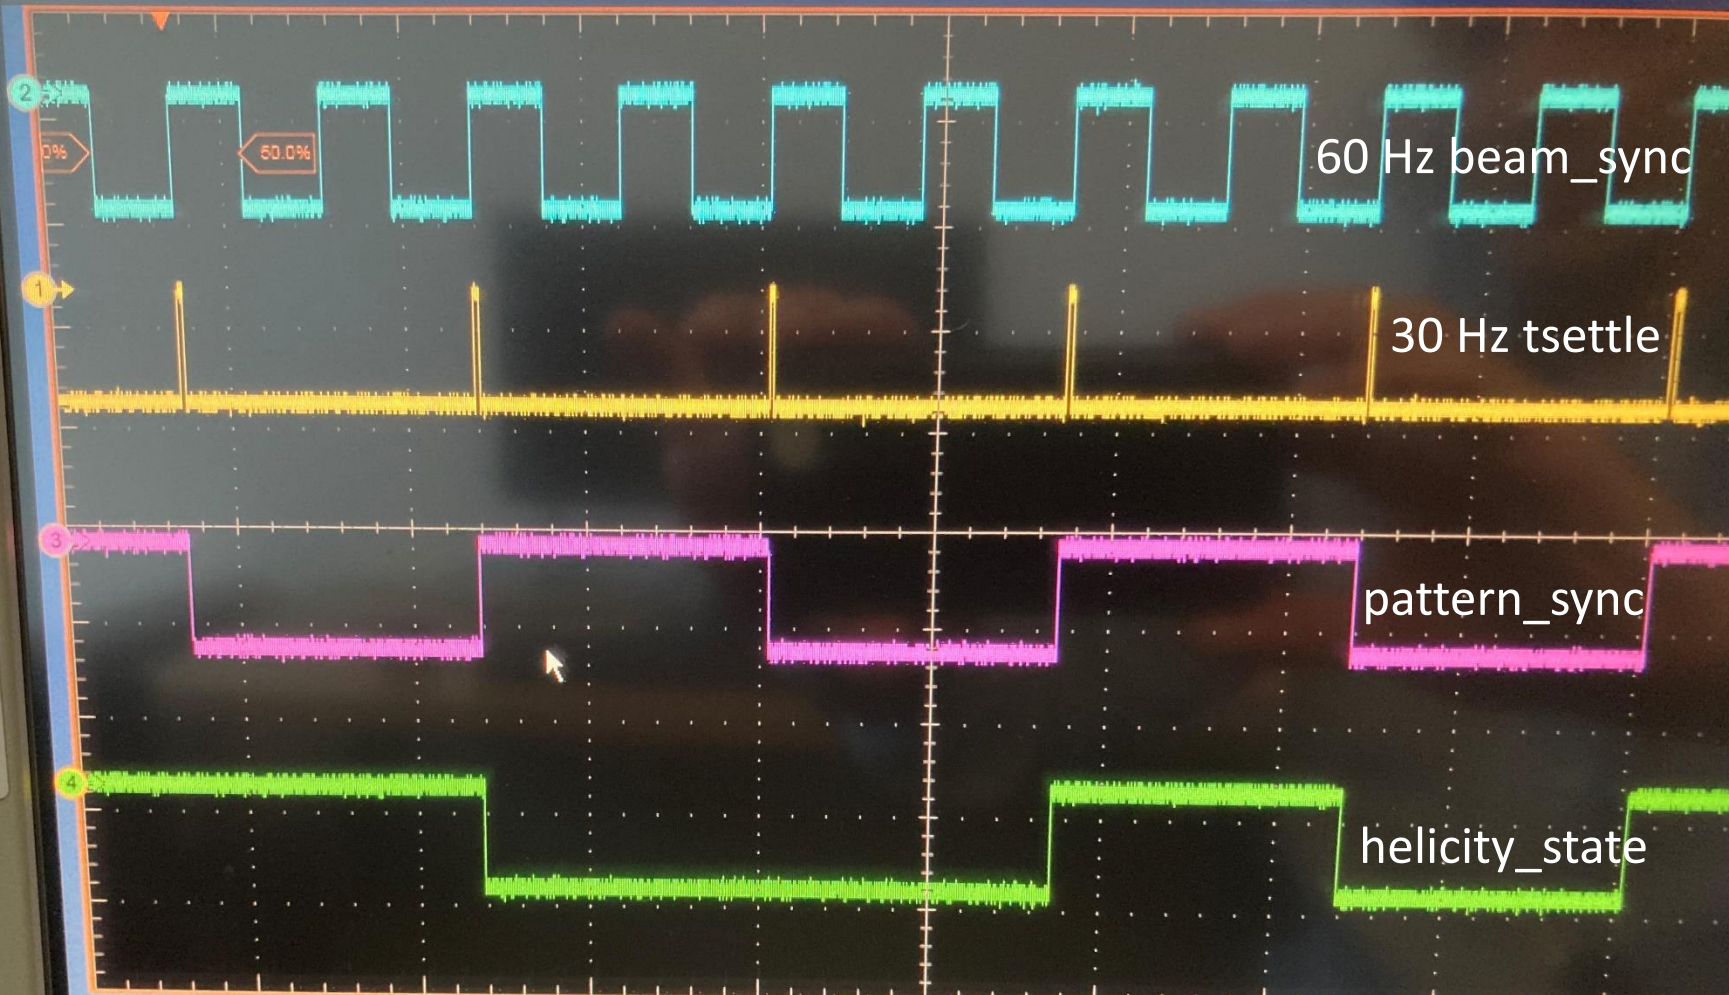 2
0%
50.0%
60 Hz beam_sync
1
30 Hz tsettle
3
pattern_sync
4
helicity_state